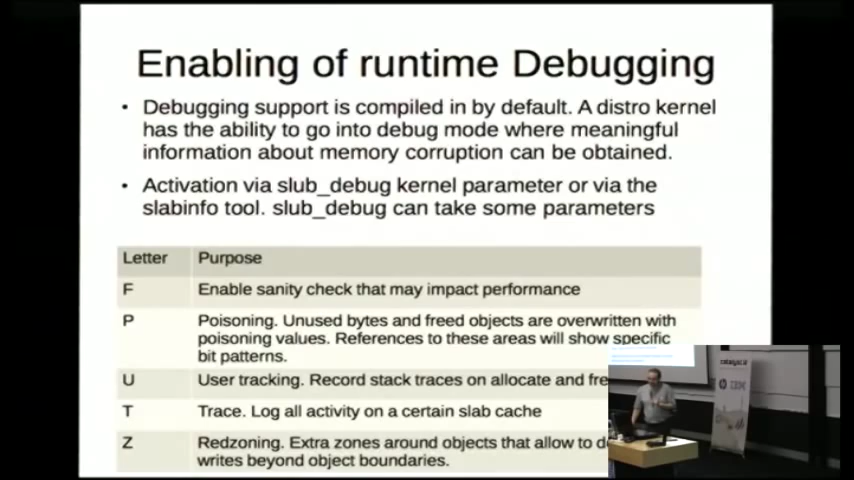 Enabling of runtime Debugging
• Debugging support is compiled in by default. A distro kernel
has the ability to go into debug mode where meaningful
information about memory corruption can be obtained.
• Activation via slub_debug kernel parameter or via the
slabinfo tool. slub_debug can take some parameters
Letter Purpose
F Enable sanity check that may impact performance
P Poisoning. Unused bytes and freed objects are overwritten with
poisoning values. References to these areas will show specific
bit patterns.
U User tracking. Record stack traces on allocate and
T Trace. Log all activity on a certain slab cache
Z Redzoning. Extra zones around objects that allow to
writes beyond object boundaries.
hp IBM